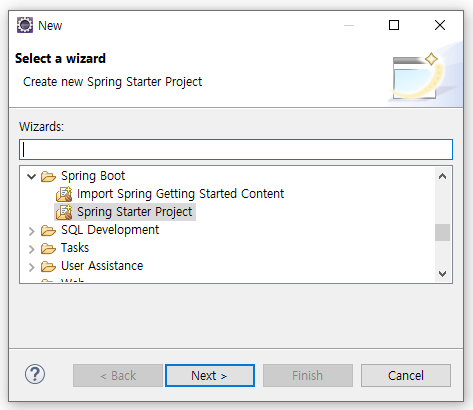 New
Select a wizard
Create new Spring Starter Project
Wizards:
Spring Boot
Import Spring Getting Started Content
Spring Starter Project
SQL Development
Tasks
User Assistance
Web
?
< Back
Next >
Finish
Cancel